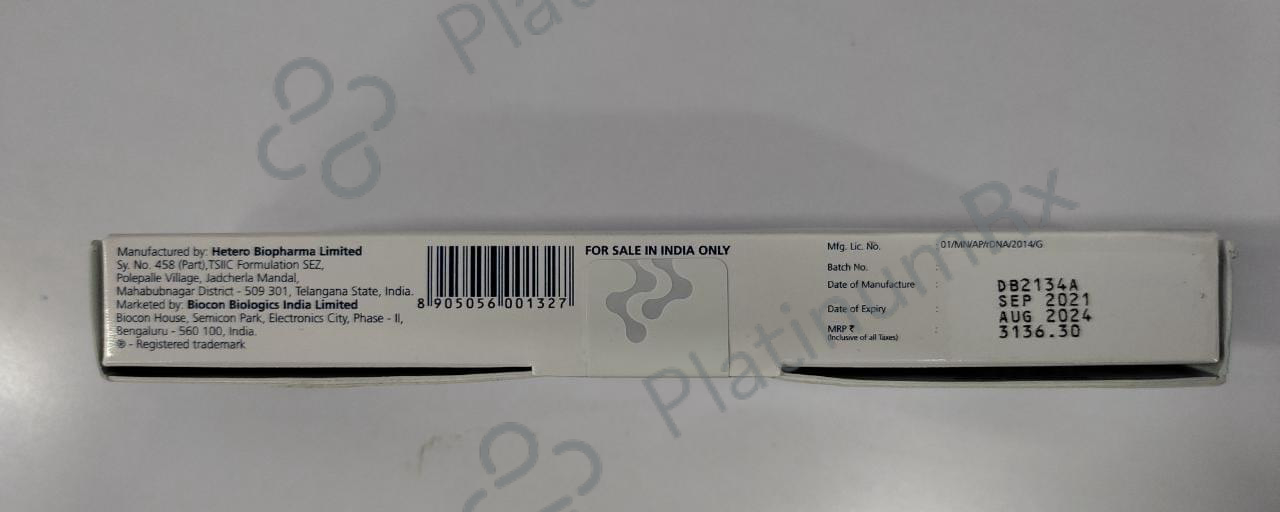 Manufactured by: Hetero Biopharma Limited
Sy. No. 458 (Part),TSIIC Formulation SEZ,
Polepalle Village, Jadcherla Mandal,
Mahabubnagar District - 509 301, Telangana State, India.
Marketed by: Biocon Biologics India Limited
Biocon House, Semicon Park, Electronics City, Phase - II,
Bengaluru - 560 100, India.
® - Registered trademark
8 905056 001327
FOR SALE IN INDIA ONLY
Mfg. Lic. No. : 01/MN/AP/rDNA/2014/G
Batch No. : DB2134A
Date of Manufacture : SEP 2021
Date of Expiry : AUG 2024
MRP ₹ : 3136.30
(Inclusive of all Taxes)
Pla
PlatinumRx
Platinum